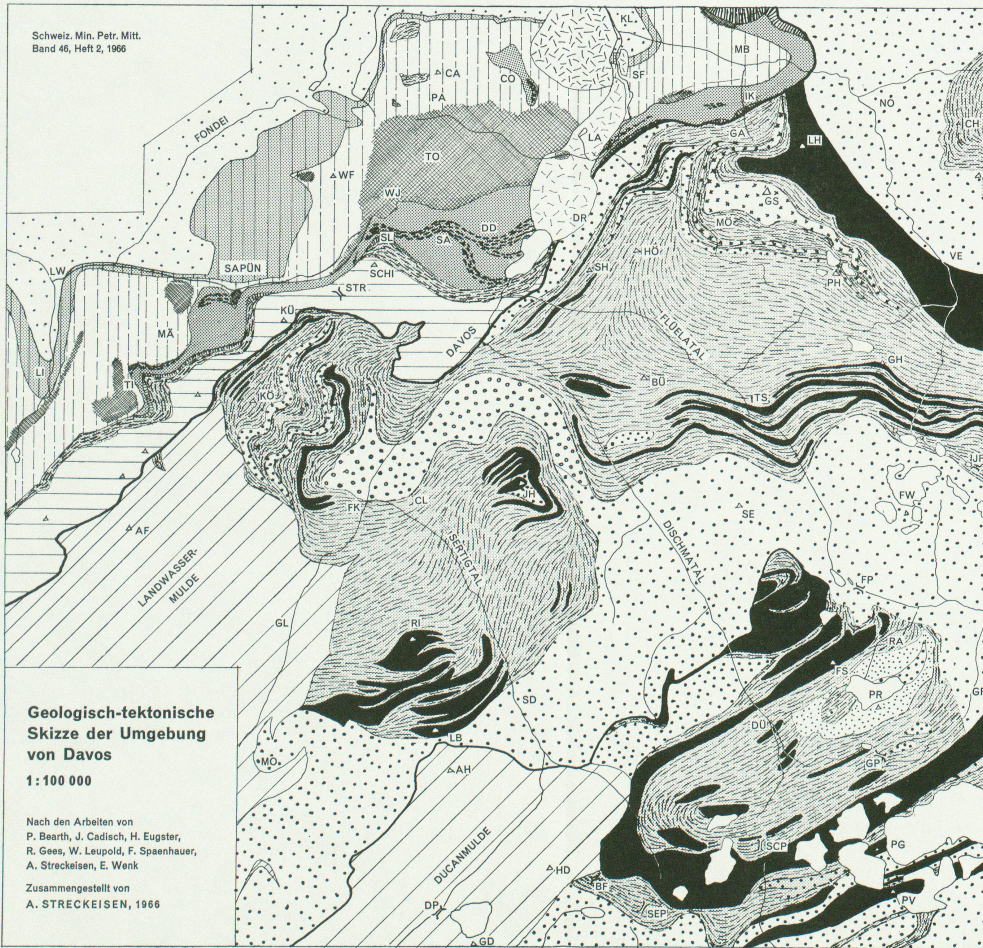 Schweiz. Min. Petr. Mitt.
Band 46, Heft 2, 1966
KL
MB
CA
CO
SF
PA
IK
NÖ
FONDEI
LA
GA
CH
LH
TO
WF
WJ
GS
DR
MÖ
DD
SL
SA
HÖ
VE
SAPÜN
SCHI
SH
PH
LW
STR
KÜ
FLÜELATAL
MÄ
DAVOS
GH
LI
TI
BÜ
KÖ
TS
JF
JH
CL
FK
SE
FW
AF
SERTIGTAL
DISCHMATAL
LANDWASSER-
MULDE
FP
GL
RI
RA
FS
PR
SD
GR
DÜ
LB
MÖ
AH
GP
DUCANMULDE
SCP
PG
HD
BF
PV
DP
SEP
GD
Geologisch-tektonische
Skizze der Umgebung
von Davos
1:100 000
Nach den Arbeiten von
P. Bearth, J. Cadisch, H. Eugster,
R. Gees, W. Leupold, F. Spaenhauer,
A. Streckeisen, E. Wenk
Zusammengestellt von
A. STRECKEISEN, 1966